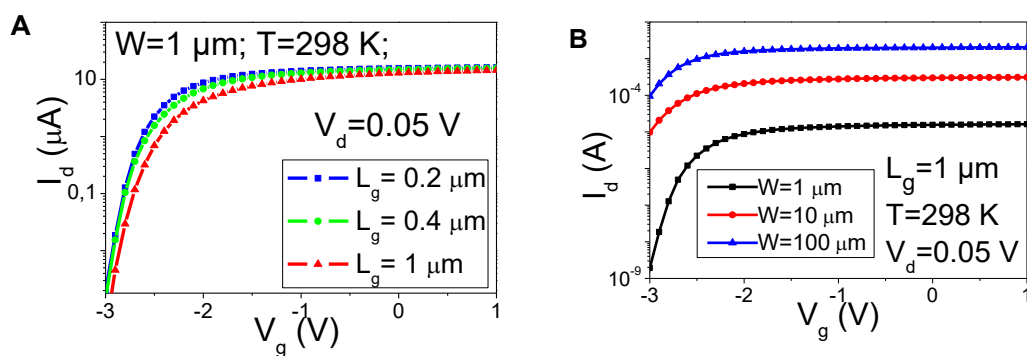 A
W=1 μm; T=298 K;
10
0,1
I_d (μA)
V_d=0.05 V
L_g= 0.2 μm
L_g= 0.4 μm
L_g= 1 μm
-3 -2 -1 0 1
V_g (V)
B
10^-4
10^-9
I_d (A)
W=1 μm
W=10 μm
W=100 μm
L_g=1 μm
T=298 K
V_d=0.05 V
-3 -2 -1 0 1
V_g (V)